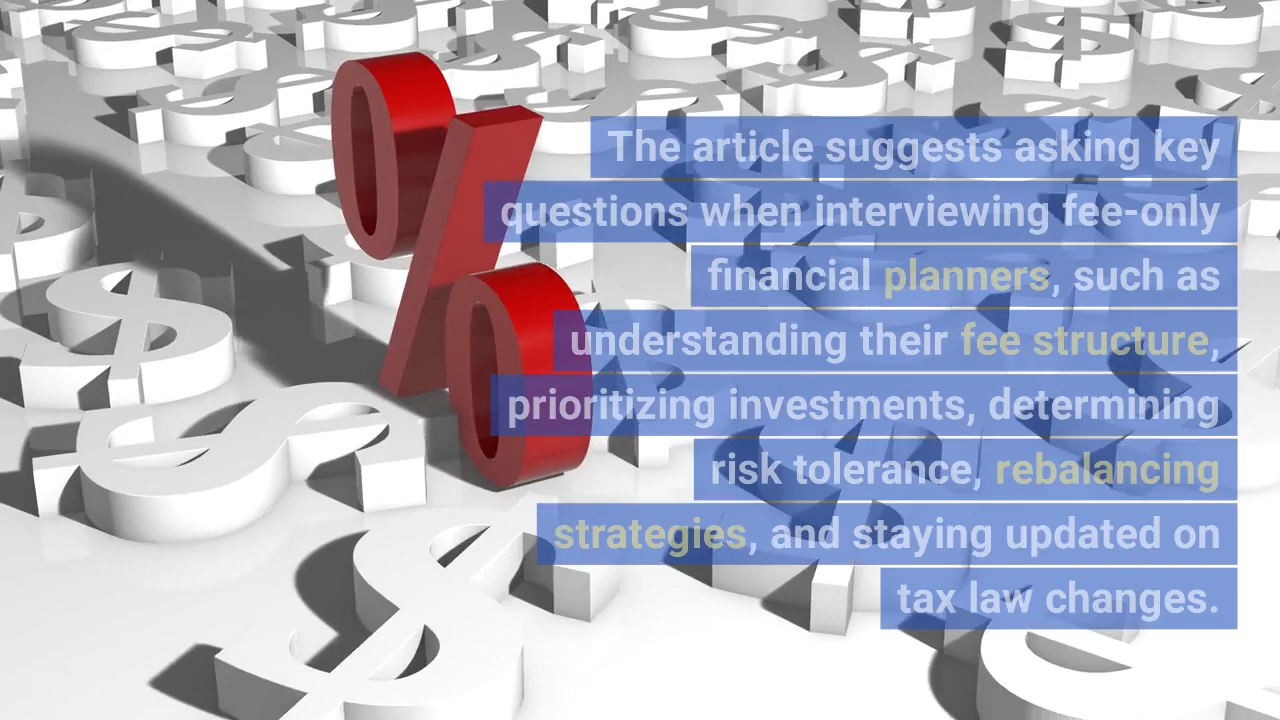 The article suggests asking key
questions when interviewing fee-only
financial planners, such as
understanding their fee structure,
prioritizing investments, determining
risk tolerance, rebalancing
strategies, and staying updated on
tax law changes.